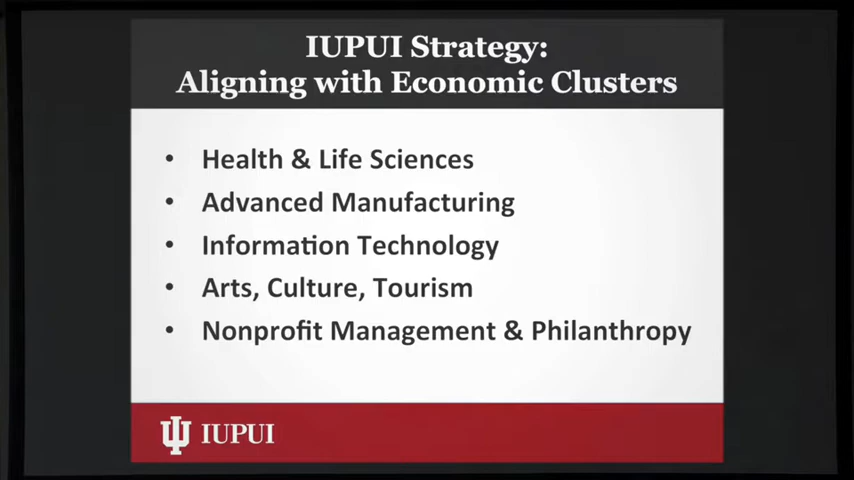 IUPUI Strategy:
Aligning with Economic Clusters
• Health & Life Sciences
• Advanced Manufacturing
• Information Technology
• Arts, Culture, Tourism
• Nonprofit Management & Philanthropy
IUPUI